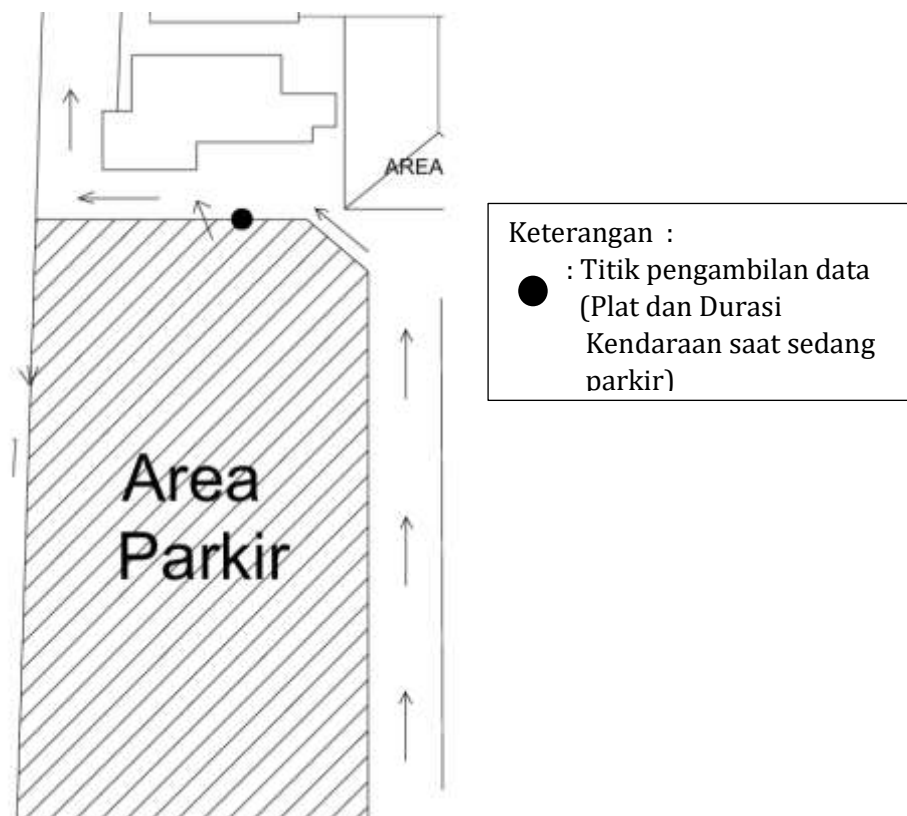 AREA
Keterangan :
: Titik pengambilan data
(Plat dan Durasi
Kendaraan saat sedang
parkir)
Area
Parkir